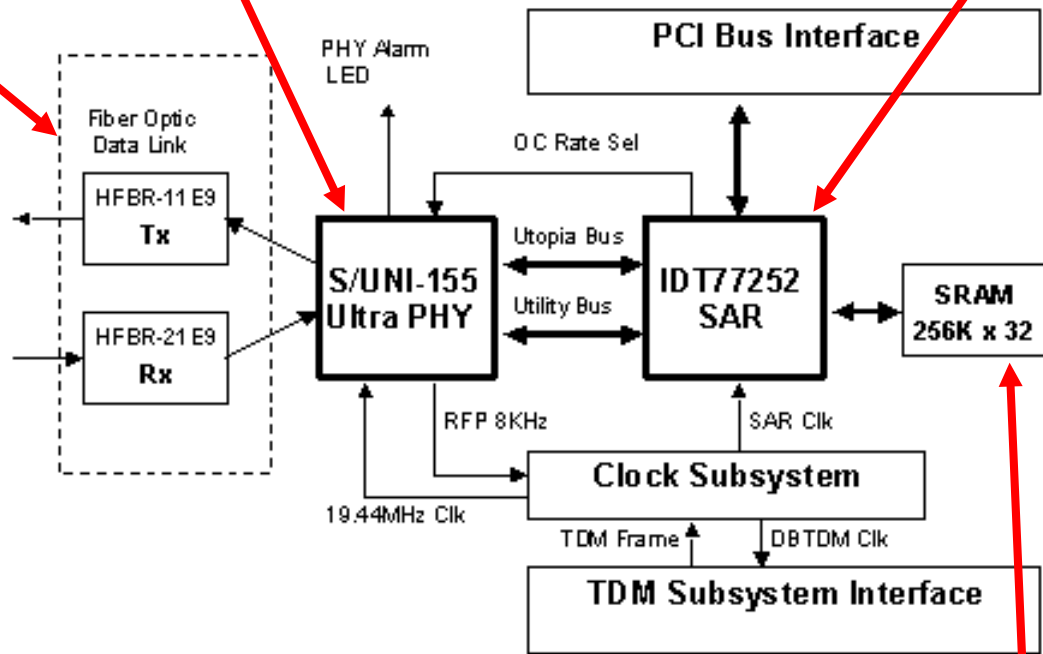 PCI Bus Interface
PHY Alarm
LED
Fiber Optic
Data Link
OC Rate Sel
HFBR-11E9
Tx
Utopia Bus
S/UNI-155
Ultra PHY
IDT77252
SAR
SRAM
256K x 32
Utility Bus
HFBR-21E9
Rx
RFP 8KHz
SAR Clk
Clock Subsystem
19.44MHz Clk
TDM Frame
DBTDM Clk
TDM Subsystem Interface